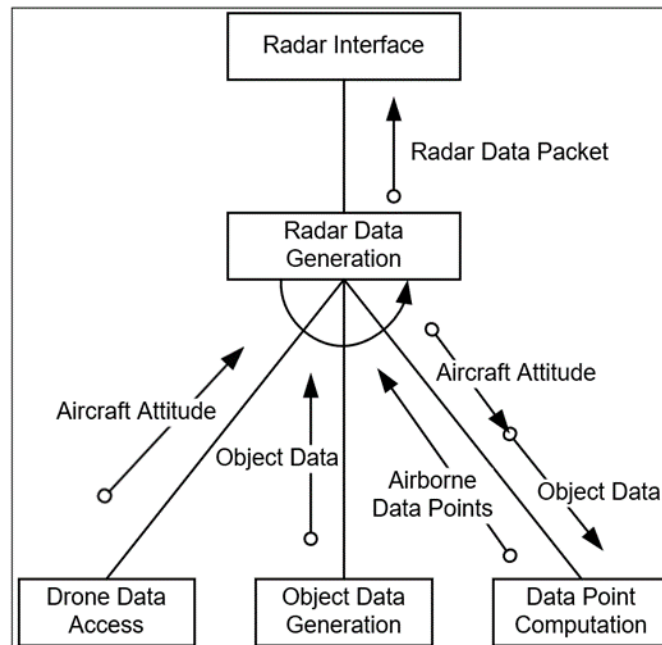 Radar Interface
Radar Data Packet
Radar Data
Generation
Aircraft Attitude
Aircraft Attitude
Object Data
Airborne
Data Points
Object Data
Drone Data
Access
Object Data
Generation
Data Point
Computation